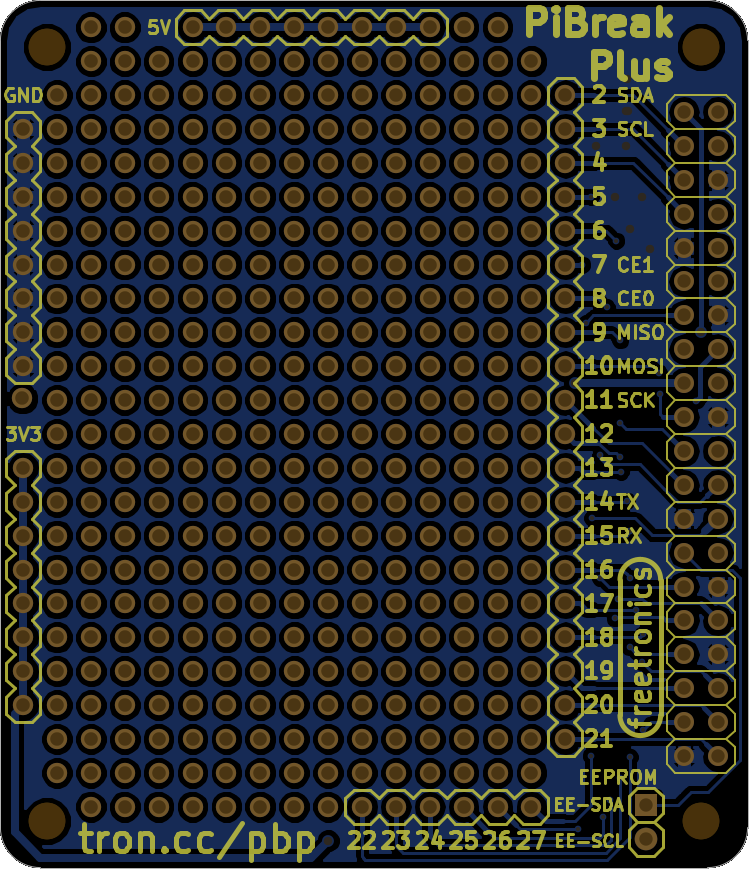 5V PiBreak
Plus
GND
2 SDA
3 SCL
4
5
6
7 CE1
8 CE0
9 MISO
10 MOSI
11 SCK
3V3
12
13
14 TX
15 RX
16
17
18
19
20
21
freetronics
EEPROM
EE-SDA
tron.cc/pbp
22 23 24 25 26 27 EE-SCL